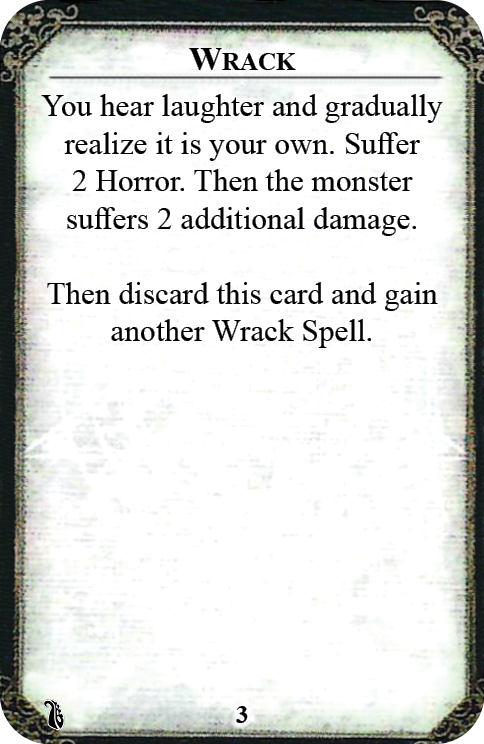 Wrack
You hear laughter and gradually
realize it is your own. Suffer
2 Horror. Then the monster
suffers 2 additional damage.
Then discard this card and gain
another Wrack Spell.
3